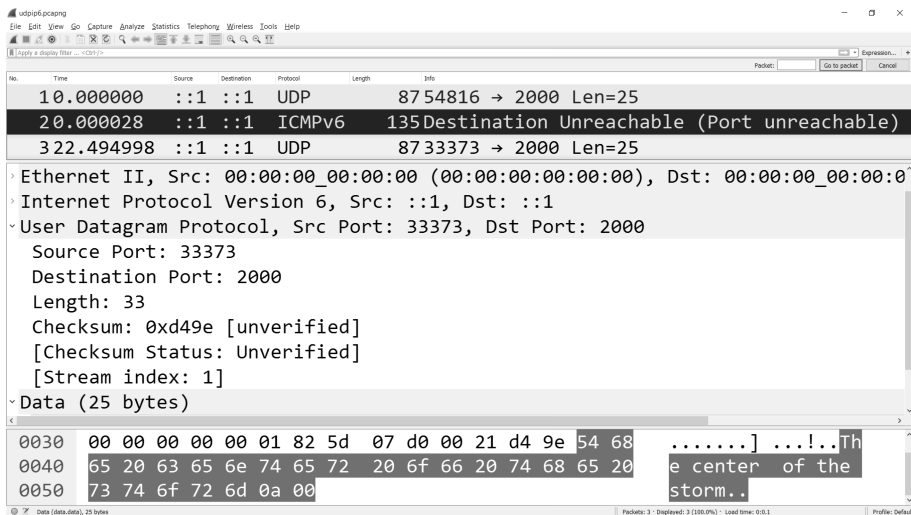 udpip6.pcapng
File Edit View Go Capture Analyze Statistics Telephony Wireless Tools Help
Apply a display filter ... <Ctrl-/> Expression... +
Packet: Go to packet Cancel
No. Time Source Destination Protocol Length Info
1 0.000000 ::1 ::1 UDP 87 54816 → 2000 Len=25
2 0.000028 ::1 ::1 ICMPv6 135 Destination Unreachable (Port unreachable)
3 22.494998 ::1 ::1 UDP 87 33373 → 2000 Len=25
Ethernet II, Src: 00:00:00_00:00:00 (00:00:00:00:00:00), Dst: 00:00:00_00:00:0
Internet Protocol Version 6, Src: ::1, Dst: ::1
User Datagram Protocol, Src Port: 33373, Dst Port: 2000
Source Port: 33373
Destination Port: 2000
Length: 33
Checksum: 0xd49e [unverified]
[Checksum Status: Unverified]
[Stream index: 1]
Data (25 bytes)
0030 00 00 00 00 00 01 82 5d 07 d0 00 21 d4 9e 54 68 .......] ...!..Th
0040 65 20 63 65 6e 74 65 72 20 6f 66 20 74 68 65 20 e center of the
0050 73 74 6f 72 6d 0a 00 storm..
Data (data.data), 25 bytes Packets: 3 · Displayed: 3 (100.0%) · Load time: 0:0.1 Profile: Defaul